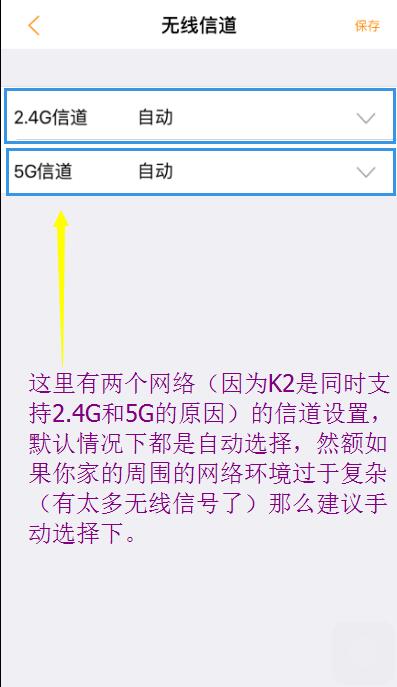 无线信道
保存
2.4G信道 自动
5G信道 自动
这里有两个网络（因为K2是同时支
持2.4G和5G的原因）的信道设置，
默认情况下都是自动选择，然额如
果你家的周围的网络环境过于复杂
（有太多无线信号了）那么建议手
动选择下。